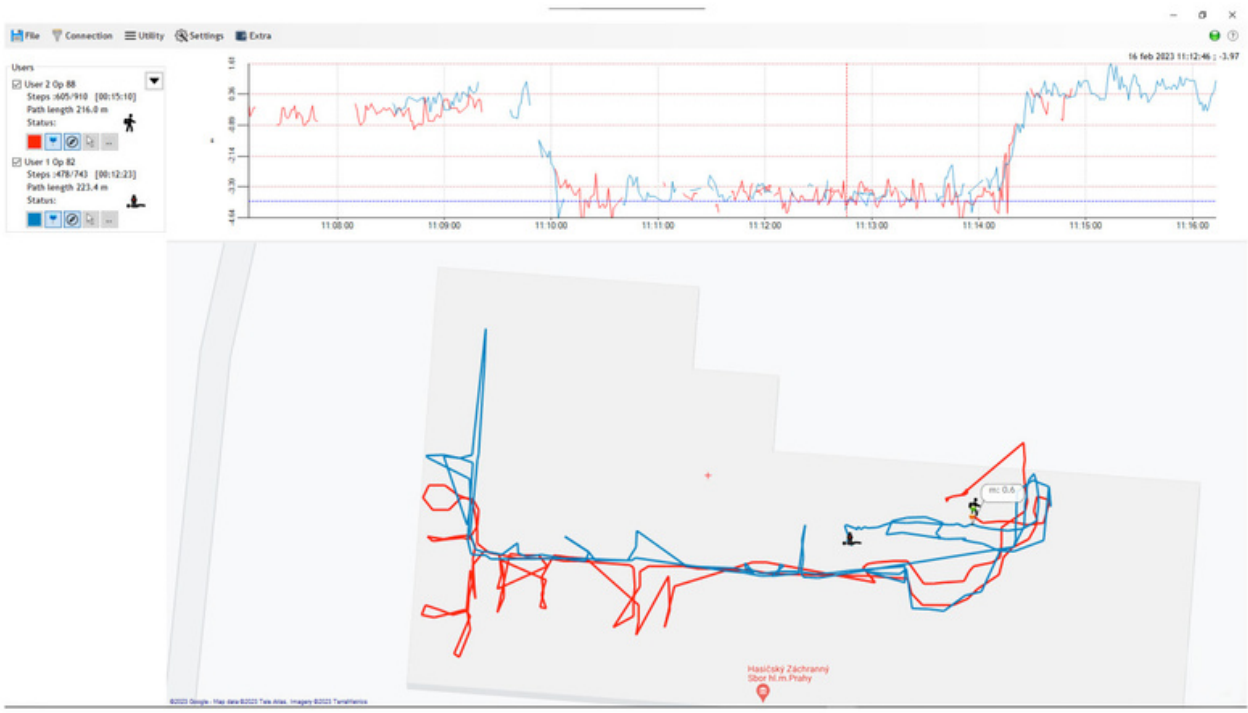 File Connection Utility Settings Extra
16 feb 2023 11:12:46 ; -3.97
Users
User 2 Op 88
Steps :605/910 [00:15:10]
Path length 216.0 m
Status:
...
User 1 Op 82
Steps :478/743 [00:12:23]
Path length 223.4 m
Status:
...
1.61
0.36
-0.89
-2.14
-3.39
-4.64
11:08:00 11:09:00 11:10:00 11:11:00 11:12:00 11:13:00 11:14:00 11:15:00 11:16:00
m: 0.6
Hasičský Záchranný
Sbor hl.m.Prahy
©2023 Google - Map data ©2023 Tele Atlas, Imagery ©2023 TerraMetrics